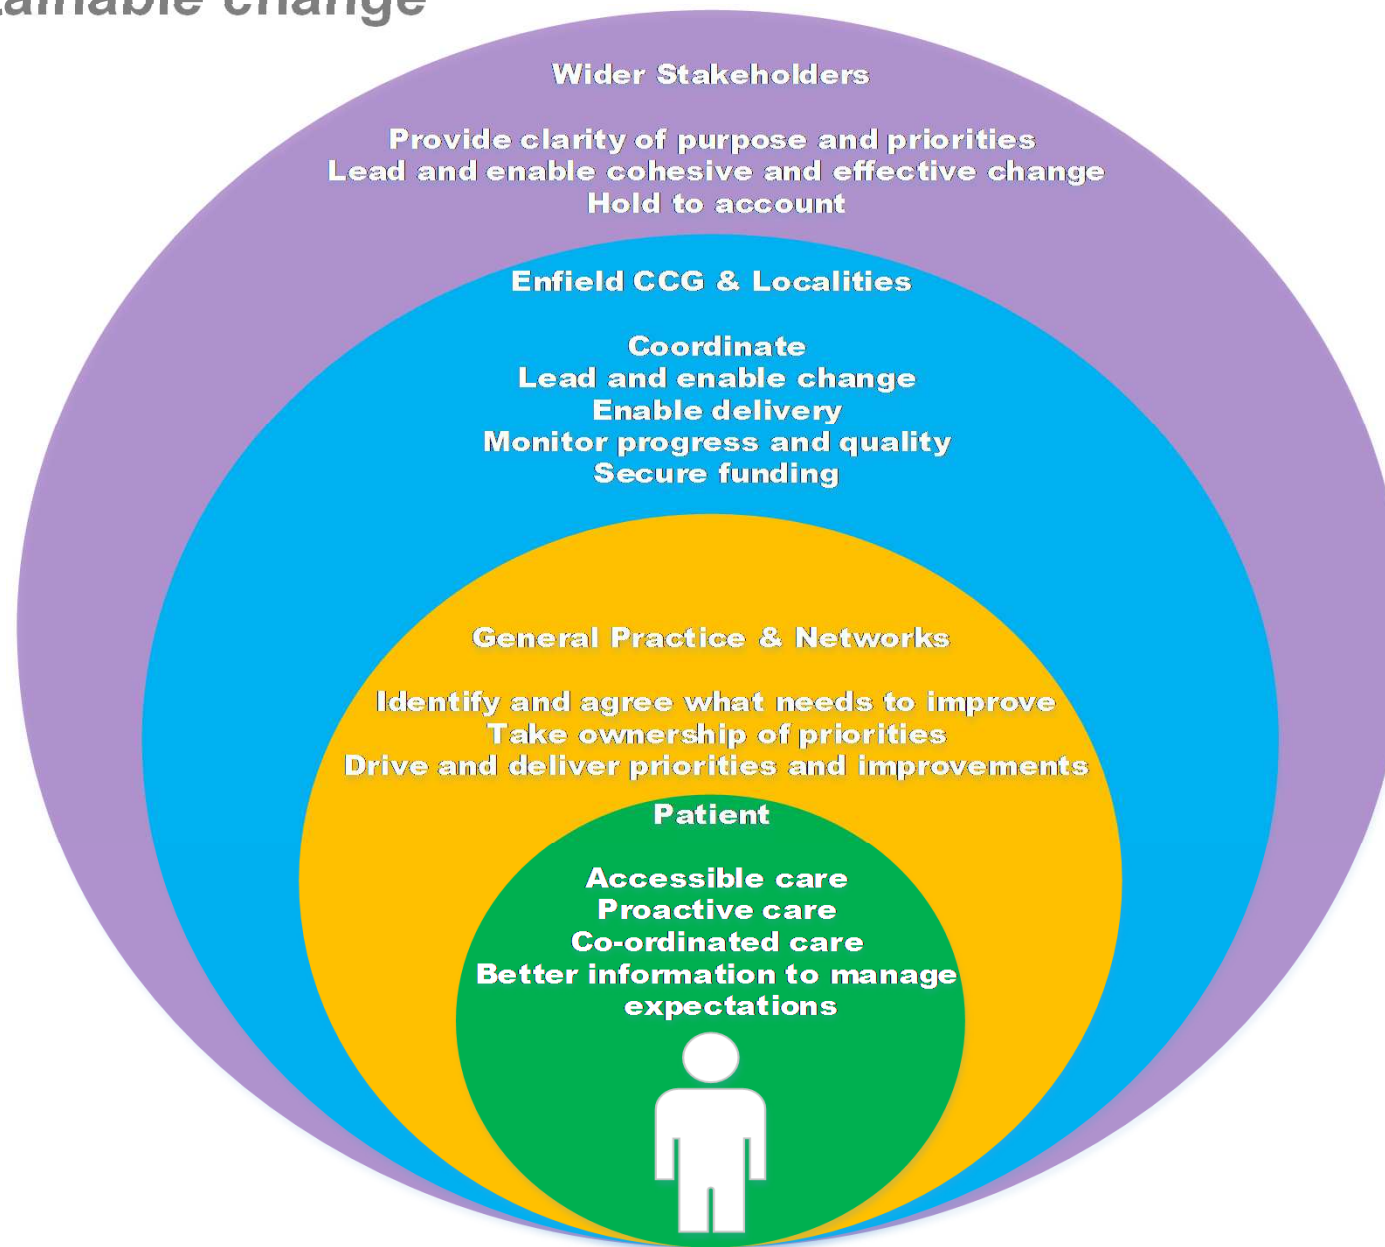 change
Wider Stakeholders
Provide clarity of purpose and priorities
Lead and enable cohesive and effective change
Hold to account
Enfield CCG & Localities
Coordinate
Lead and enable change
Enable delivery
Monitor progress and quality
Secure funding
General Practice & Networks
Identify and agree what needs to improve
Take ownership of priorities
Drive and deliver priorities and improvements
Patient
Accessible care
Proactive care
Co-ordinated care
Better information to manage
expectations